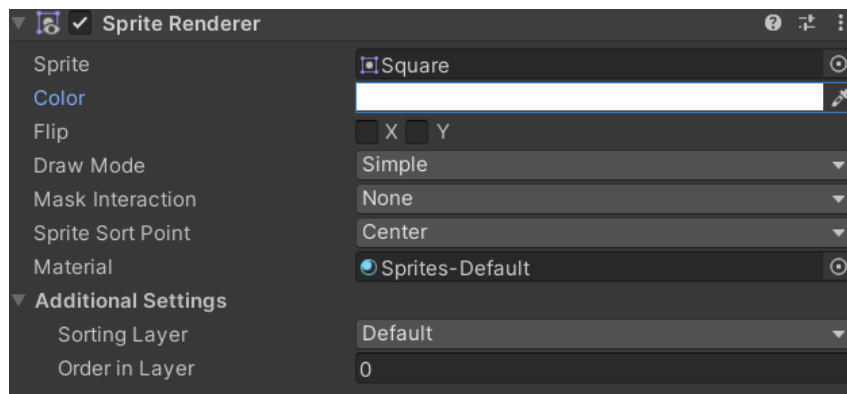 Sprite Renderer
Sprite Square
Color
Flip X Y
Draw Mode Simple
Mask Interaction None
Sprite Sort Point Center
Material Sprites-Default
Additional Settings
Sorting Layer Default
Order in Layer 0